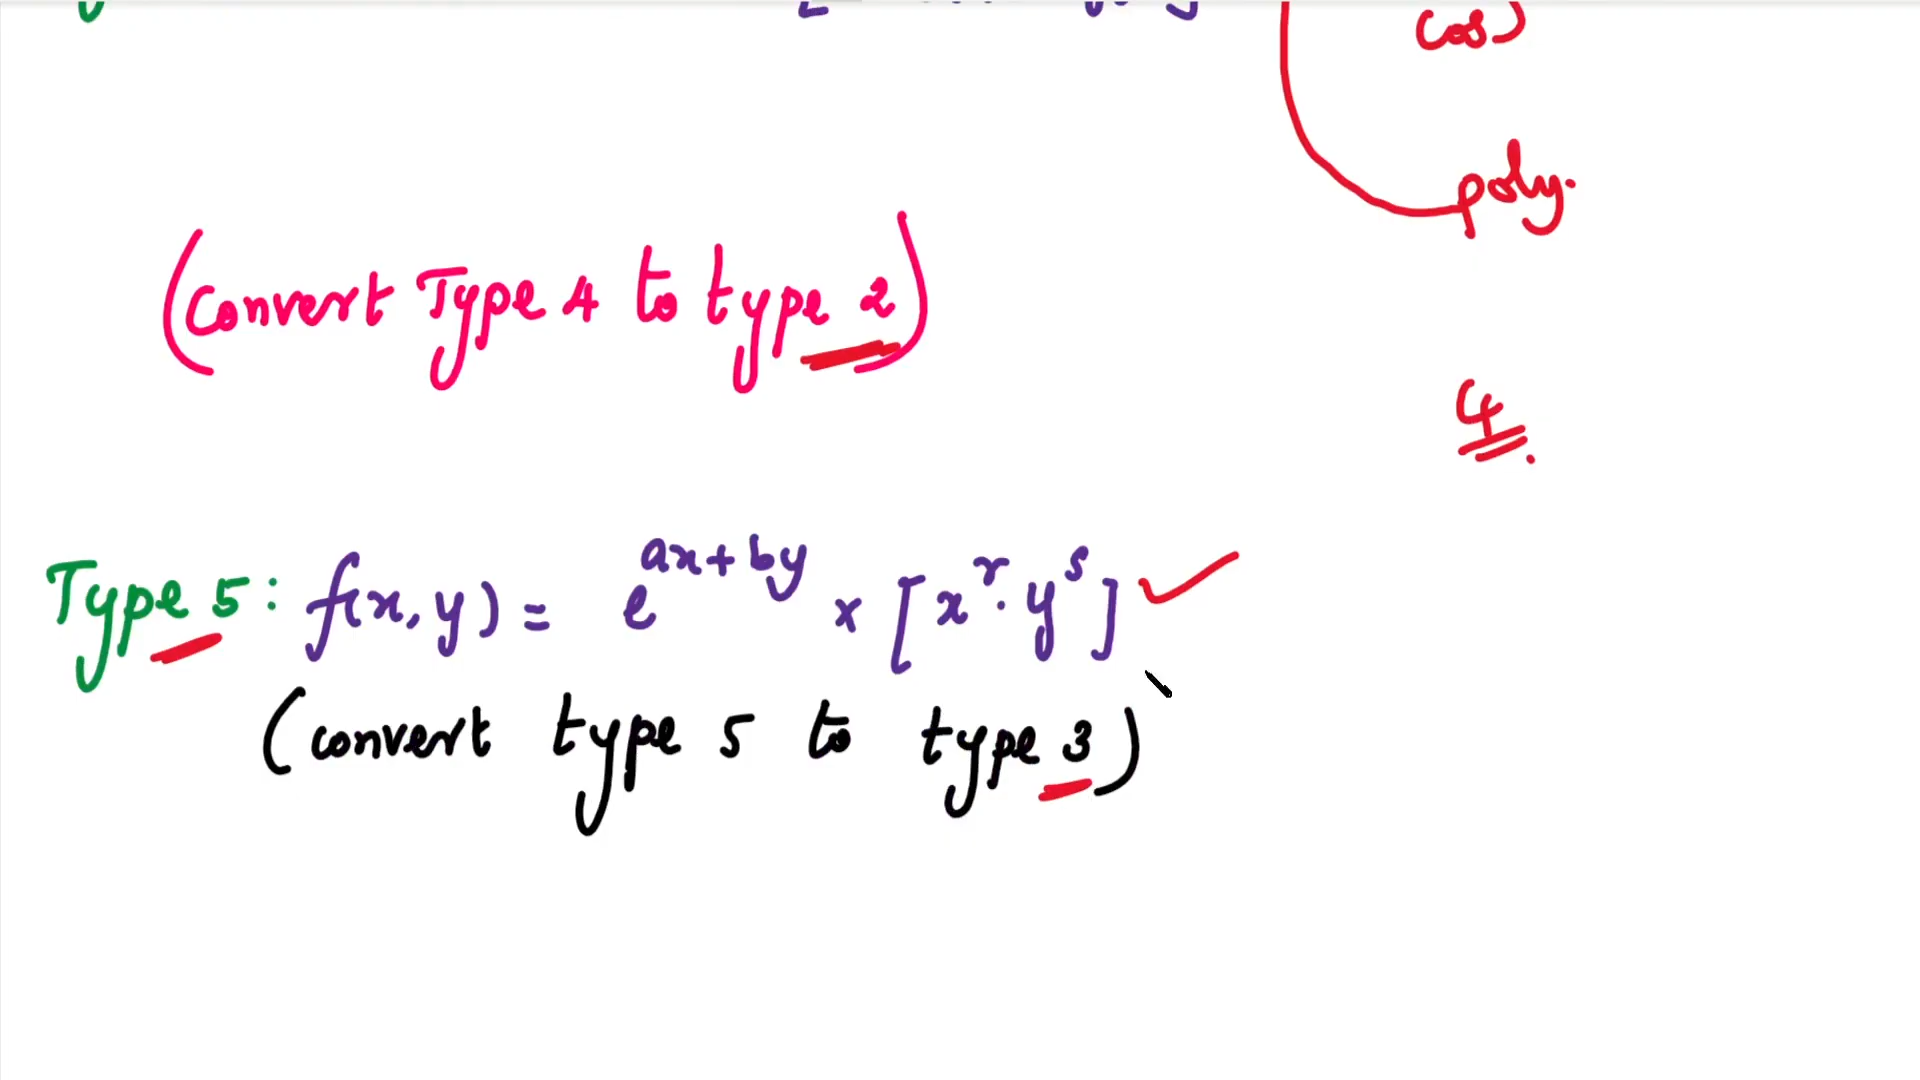 cos)
poly.
(convert Type 4 to type 2)
4.
Type 5: f(x,y) = e^{ax+by} x [x^r . y^s]
(convert type 5 to type 3)